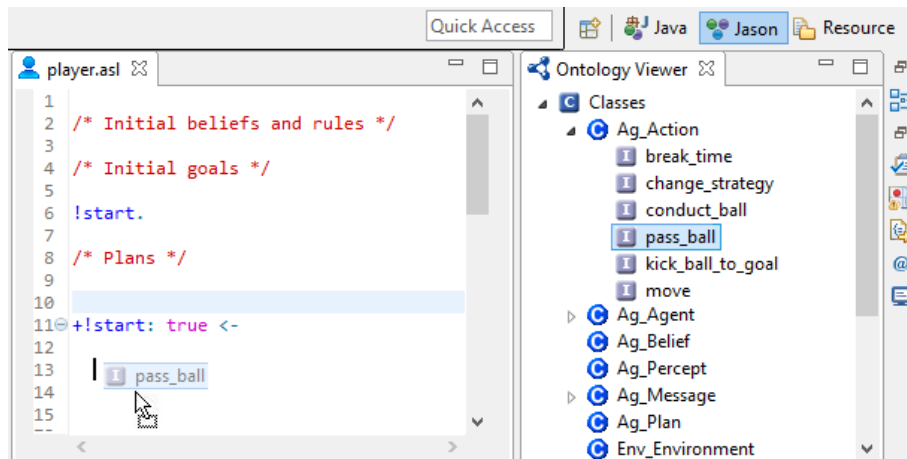 Quick Access
Java
Jason
Resource
player.asl
1
2 /* Initial beliefs and rules */
3
4 /* Initial goals */
5
6 !start.
7
8 /* Plans */
9
10
11 +!start: true <-
12
13 pass_ball
14
15
Ontology Viewer
C Classes
C Ag_Action
I break_time
I change_strategy
I conduct_ball
I pass_ball
I kick_ball_to_goal
I move
C Ag_Agent
C Ag_Belief
C Ag_Percept
C Ag_Message
C Ag_Plan
C Env_Environment